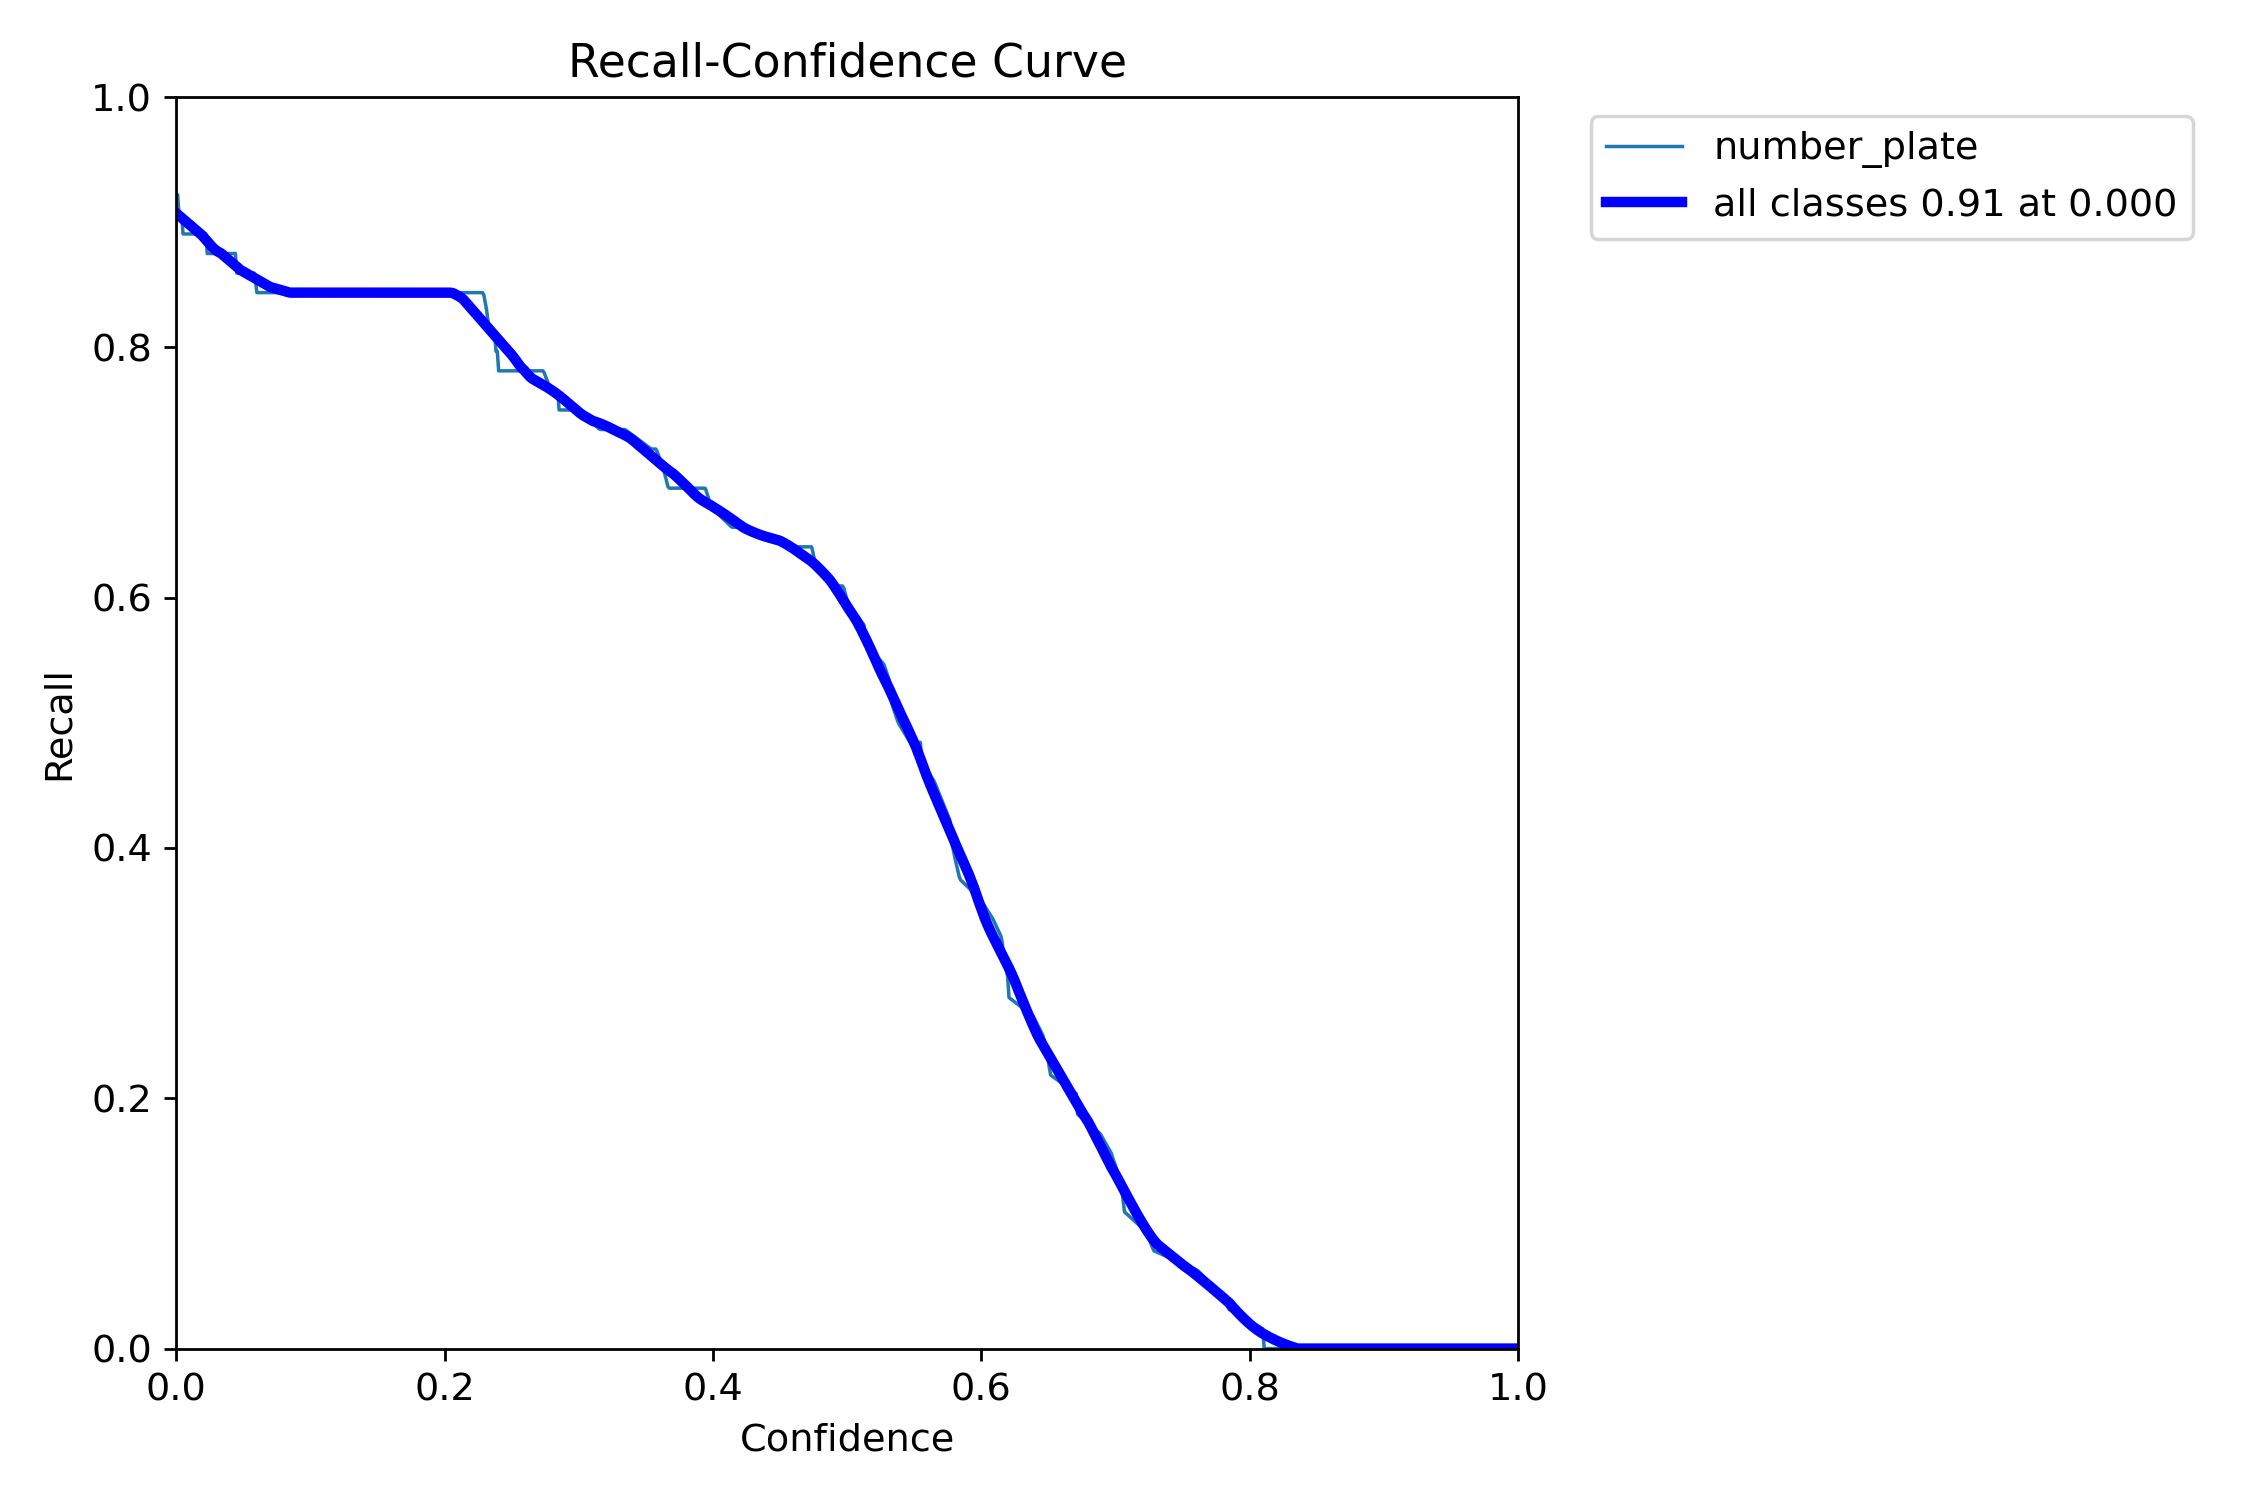 Recall-Confidence Curve
number_plate
all classes 0.91 at 0.000
1.0
0.8
0.6
0.4
0.2
0.0
Recall
0.0 0.2 0.4 0.6 0.8 1.0
Confidence